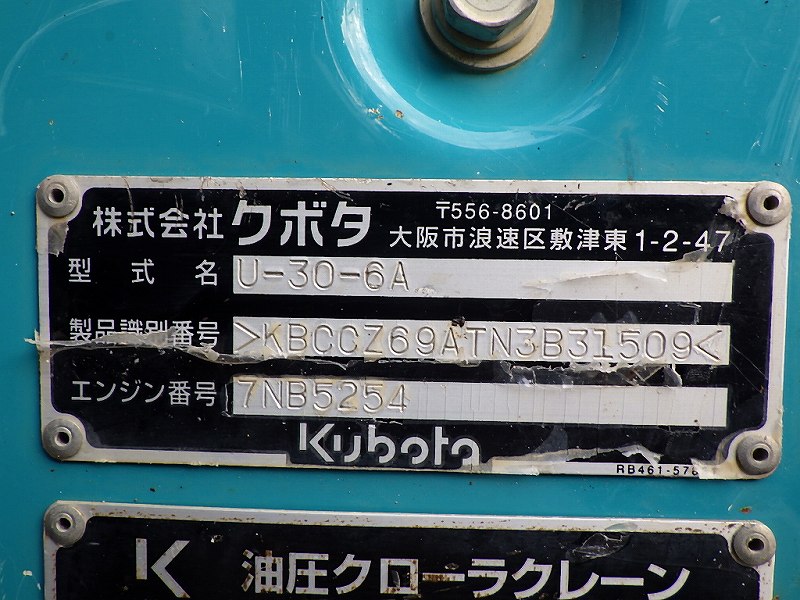 株式会社クボタ
〒556-8601
大阪市浪速区敷津東1-2-47
型式名 U-30-6A
製品識別番号 >KBCCZ69ATN3B31509<
エンジン番号 7NB5254
Kubota
K 油圧クローラクレーン